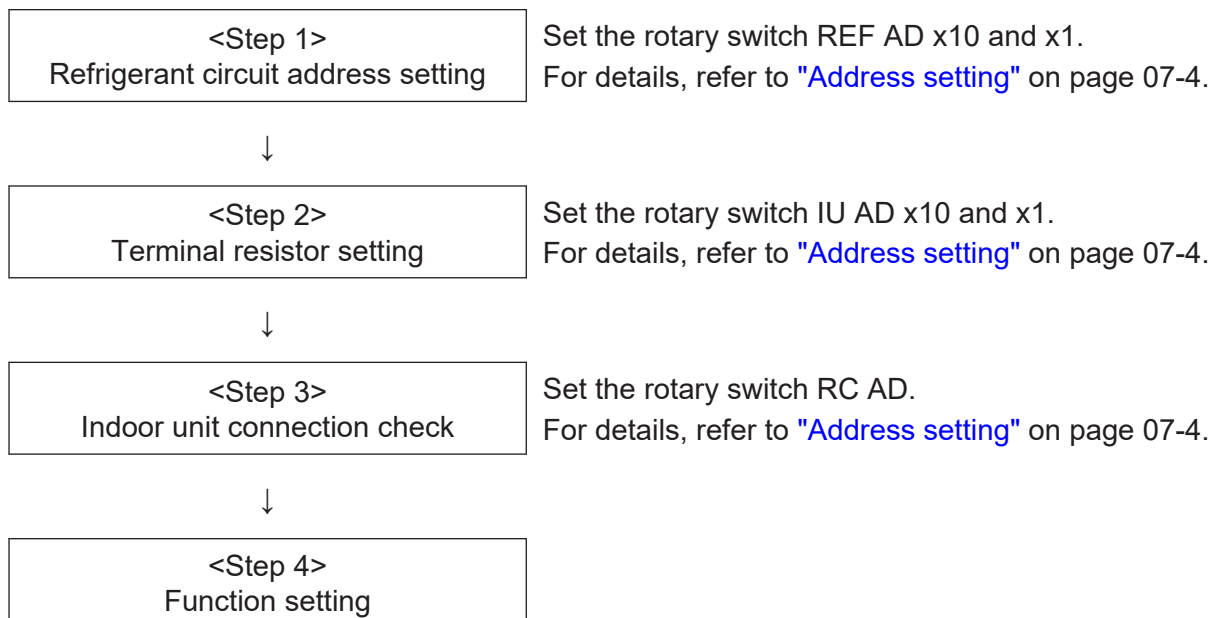 <Step 1>
Refrigerant circuit address setting
Set the rotary switch REF AD x10 and x1.
For details, refer to "Address setting" on page 07-4.
↓
<Step 2>
Terminal resistor setting
Set the rotary switch IU AD x10 and x1.
For details, refer to "Address setting" on page 07-4.
↓
<Step 3>
Indoor unit connection check
Set the rotary switch RC AD.
For details, refer to "Address setting" on page 07-4.
↓
<Step 4>
Function setting